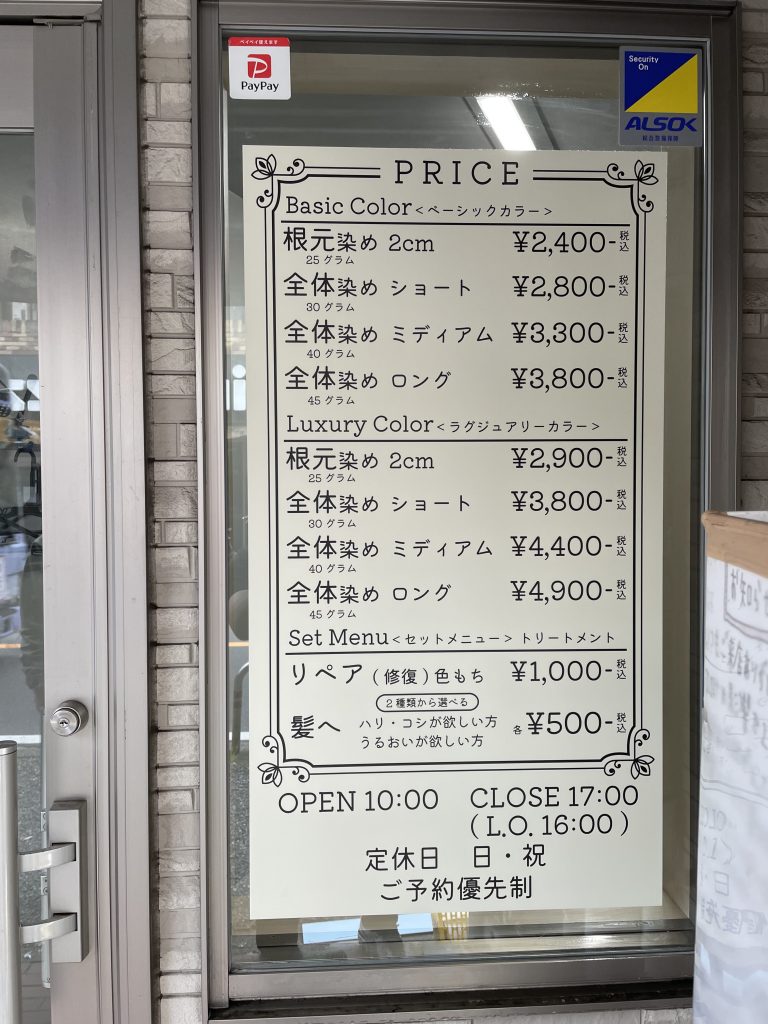 ペイペイ使えます
PayPay
Security
On
ALSOK
綜合警備保障
PRICE
Basic Color<ベーシックカラー>
根元染め 2cm ¥2,400-税込
25グラム
全体染め ショート ¥2,800-税込
30グラム
全体染め ミディアム ¥3,300-税込
40グラム
全体染め ロング ¥3,800-税込
45グラム
Luxury Color<ラグジュアリーカラー>
根元染め 2cm ¥2,900-税込
25グラム
全体染め ショート ¥3,800-税込
30グラム
全体染め ミディアム ¥4,400-税込
40グラム
全体染め ロング ¥4,900-税込
45グラム
Set Menu<セットメニュー> トリートメント
リペア(修復)色もち ¥1,000-税込
2種類から選べる
髪へ ハリ・コシが欲しい方 各¥500-税込
うるおいが欲しい方
OPEN 10:00 CLOSE 17:00
(L.O. 16:00)
定休日 日・祝
ご予約優先制